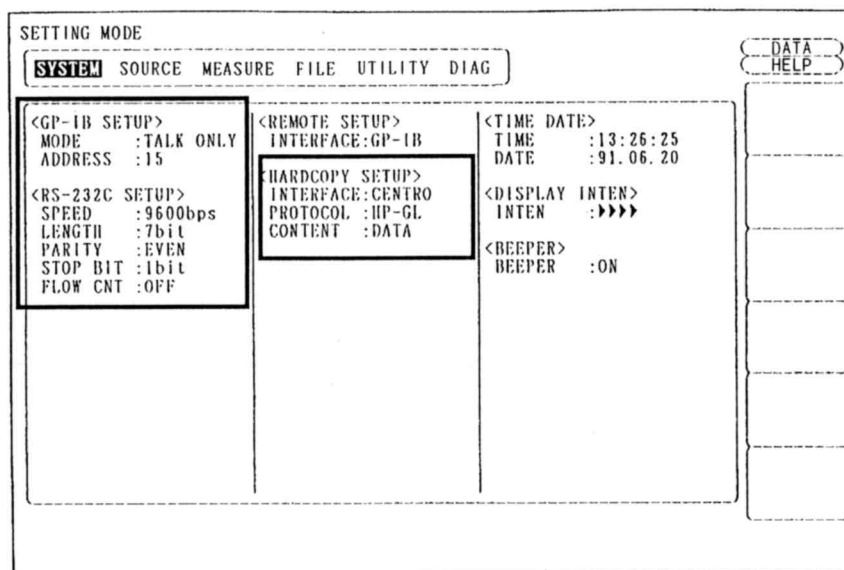 SETTING MODE
SYSTEM SOURCE MEASURE FILE UTILITY DIAG
DATA
HELP
<GP-IB SETUP>
MODE :TALK ONLY
ADDRESS :15
<RS-232C SETUP>
SPEED :9600bps
LENGTH :7bit
PARITY :EVEN
STOP BIT :1bit
FLOW CNT :OFF
<REMOTE SETUP>
INTERFACE:GP-IB
<HARDCOPY SETUP>
INTERFACE:CENTRO
PROTOCOL :HP-GL
CONTENT :DATA
<TIME DATE>
TIME :13:26:25
DATE :91.06.20
<DISPLAY INTEN>
INTEN :
<BEEPER>
BEEPER :ON